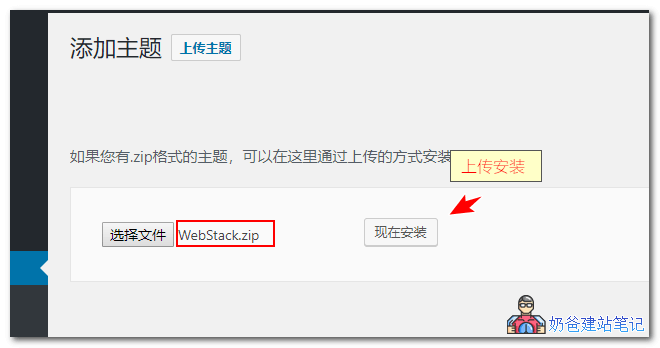 添加主题 上传主题
如果您有.zip格式的主题，可以在这里通过上传的方式安装
上传安装
选择文件 WebStack.zip 现在安装
奶爸建站笔记